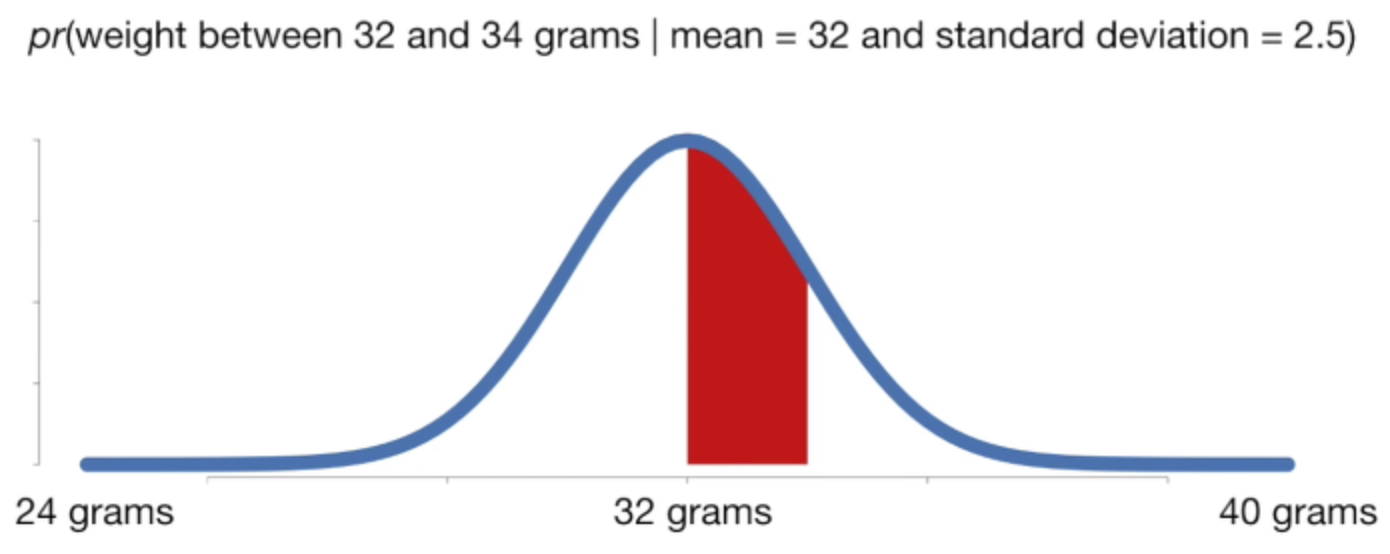 pr(weight between 32 and 34 grams | mean = 32 and standard deviation = 2.5)
24 grams
32 grams
40 grams